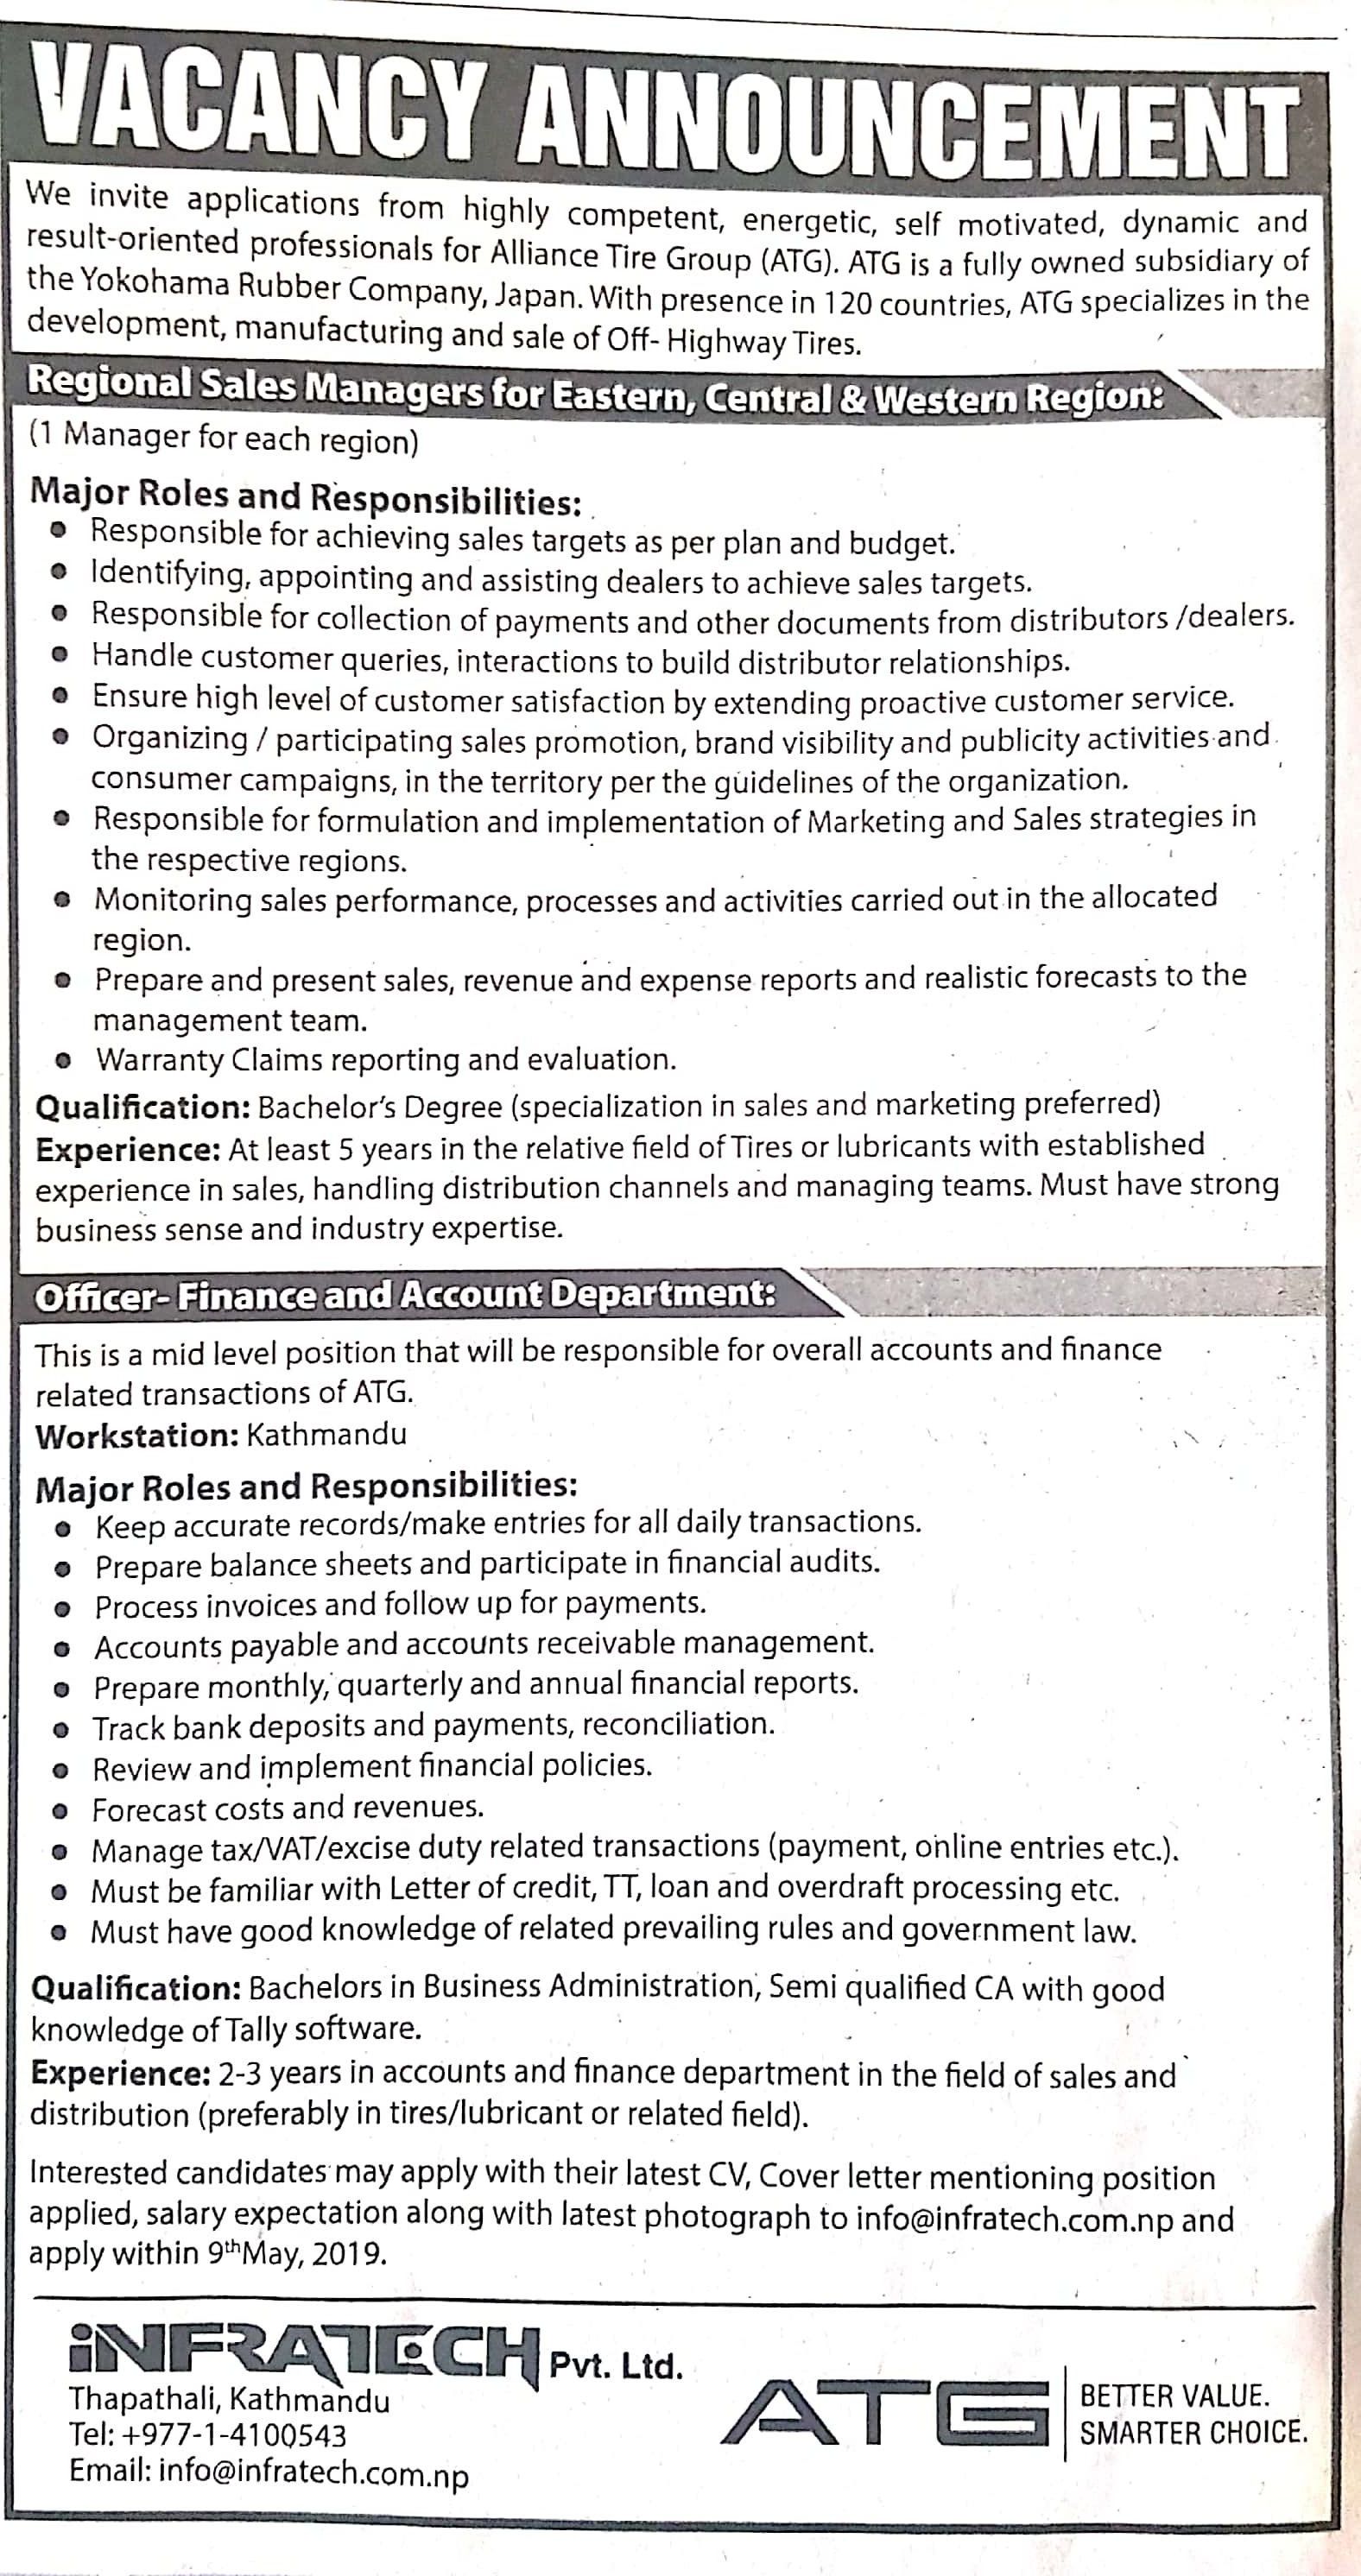 VACANCY ANNOUNCEMENT
We invite applications from highly competent, energetic, self motivated, dynamic and
result-oriented professionals for Alliance Tire Group (ATG). ATG is a fully owned subsidiary of
the Yokohama Rubber Company, Japan. With presence in 120 countries, ATG specializes in the
development, manufacturing and sale of Off- Highway Tires.
Regional Sales Managers for Eastern, Central & Western Region:
(1 Manager for each region)
Major Roles and Responsibilities:
● Responsible for achieving sales targets as per plan and budget.
● Identifying, appointing and assisting dealers to achieve sales targets.
● Responsible for collection of payments and other documents from distributors /dealers.
● Handle customer queries, interactions to build distributor relationships.
● Ensure high level of customer satisfaction by extending proactive customer service.
● Organizing / participating sales promotion, brand visibility and publicity activities and
consumer campaigns, in the territory per the guidelines of the organization.
● Responsible for formulation and implementation of Marketing and Sales strategies in
the respective regions.
● Monitoring sales performance, processes and activities carried out in the allocated
region.
● Prepare and present sales, revenue and expense reports and realistic forecasts to the
management team.
● Warranty Claims reporting and evaluation.
Qualification: Bachelor's Degree (specialization in sales and marketing preferred)
Experience: At least 5 years in the relative field of Tires or lubricants with established
experience in sales, handling distribution channels and managing teams. Must have strong
business sense and industry expertise.
Officer- Finance and Account Department:
This is a mid level position that will be responsible for overall accounts and finance
related transactions of ATG.
Workstation: Kathmandu
Major Roles and Responsibilities:
● Keep accurate records/make entries for all daily transactions.
● Prepare balance sheets and participate in financial audits.
● Process invoices and follow up for payments.
● Accounts payable and accounts receivable management.
● Prepare monthly, quarterly and annual financial reports.
● Track bank deposits and payments, reconciliation.
● Review and implement financial policies.
● Forecast costs and revenues.
● Manage tax/VAT/excise duty related transactions (payment, online entries etc.).
● Must be familiar with Letter of credit, TT, loan and overdraft processing etc.
● Must have good knowledge of related prevailing rules and government law.
Qualification: Bachelors in Business Administration, Semi qualified CA with good
knowledge of Tally software.
Experience: 2-3 years in accounts and finance department in the field of sales and
distribution (preferably in tires/lubricant or related field).
Interested candidates may apply with their latest CV, Cover letter mentioning position
applied, salary expectation along with latest photograph to info@infratech.com.np and
apply within 9th May, 2019.
iNFRATECH Pvt. Ltd.
Thapathali, Kathmandu
Tel: +977-1-4100543
Email: info@infratech.com.np
ATG
BETTER VALUE.
SMARTER CHOICE.